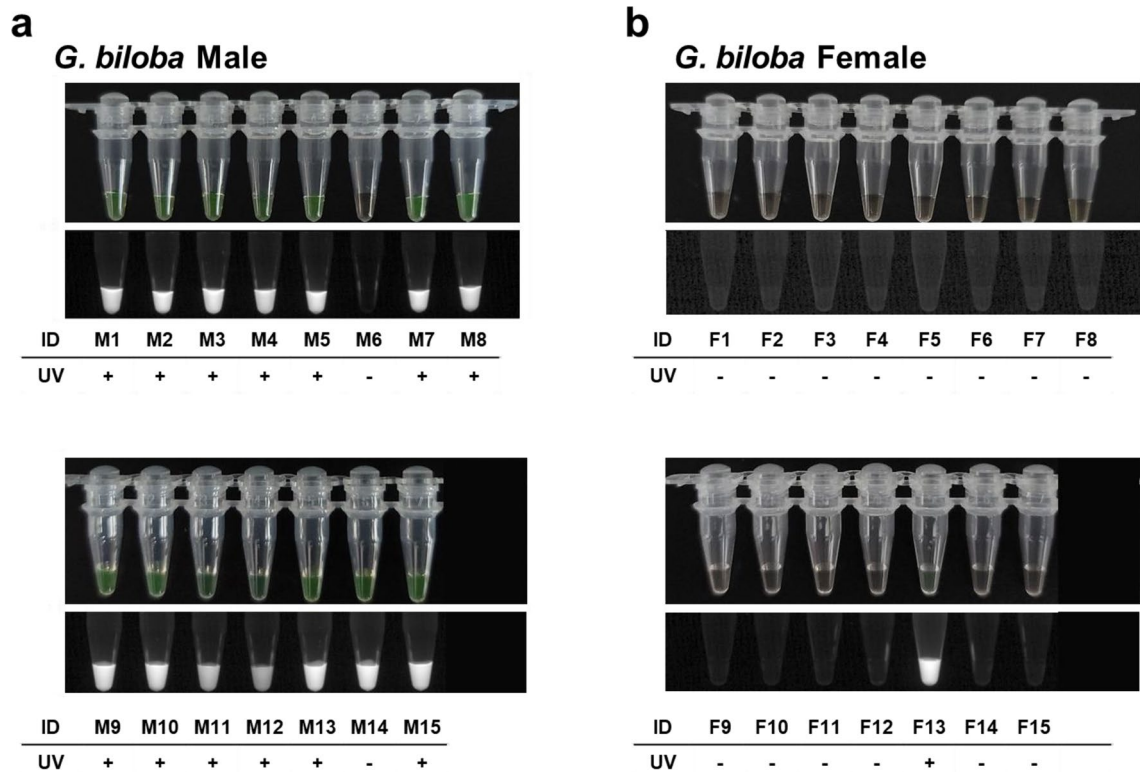 a
G. biloba Male
ID M1 M2 M3 M4 M5 M6 M7 M8
UV + + + + + - + +
ID M9 M10 M11 M12 M13 M14 M15
UV + + + + + - +
b
G. biloba Female
ID F1 F2 F3 F4 F5 F6 F7 F8
UV - - - - - - - -
ID F9 F10 F11 F12 F13 F14 F15
UV - - - - + - -